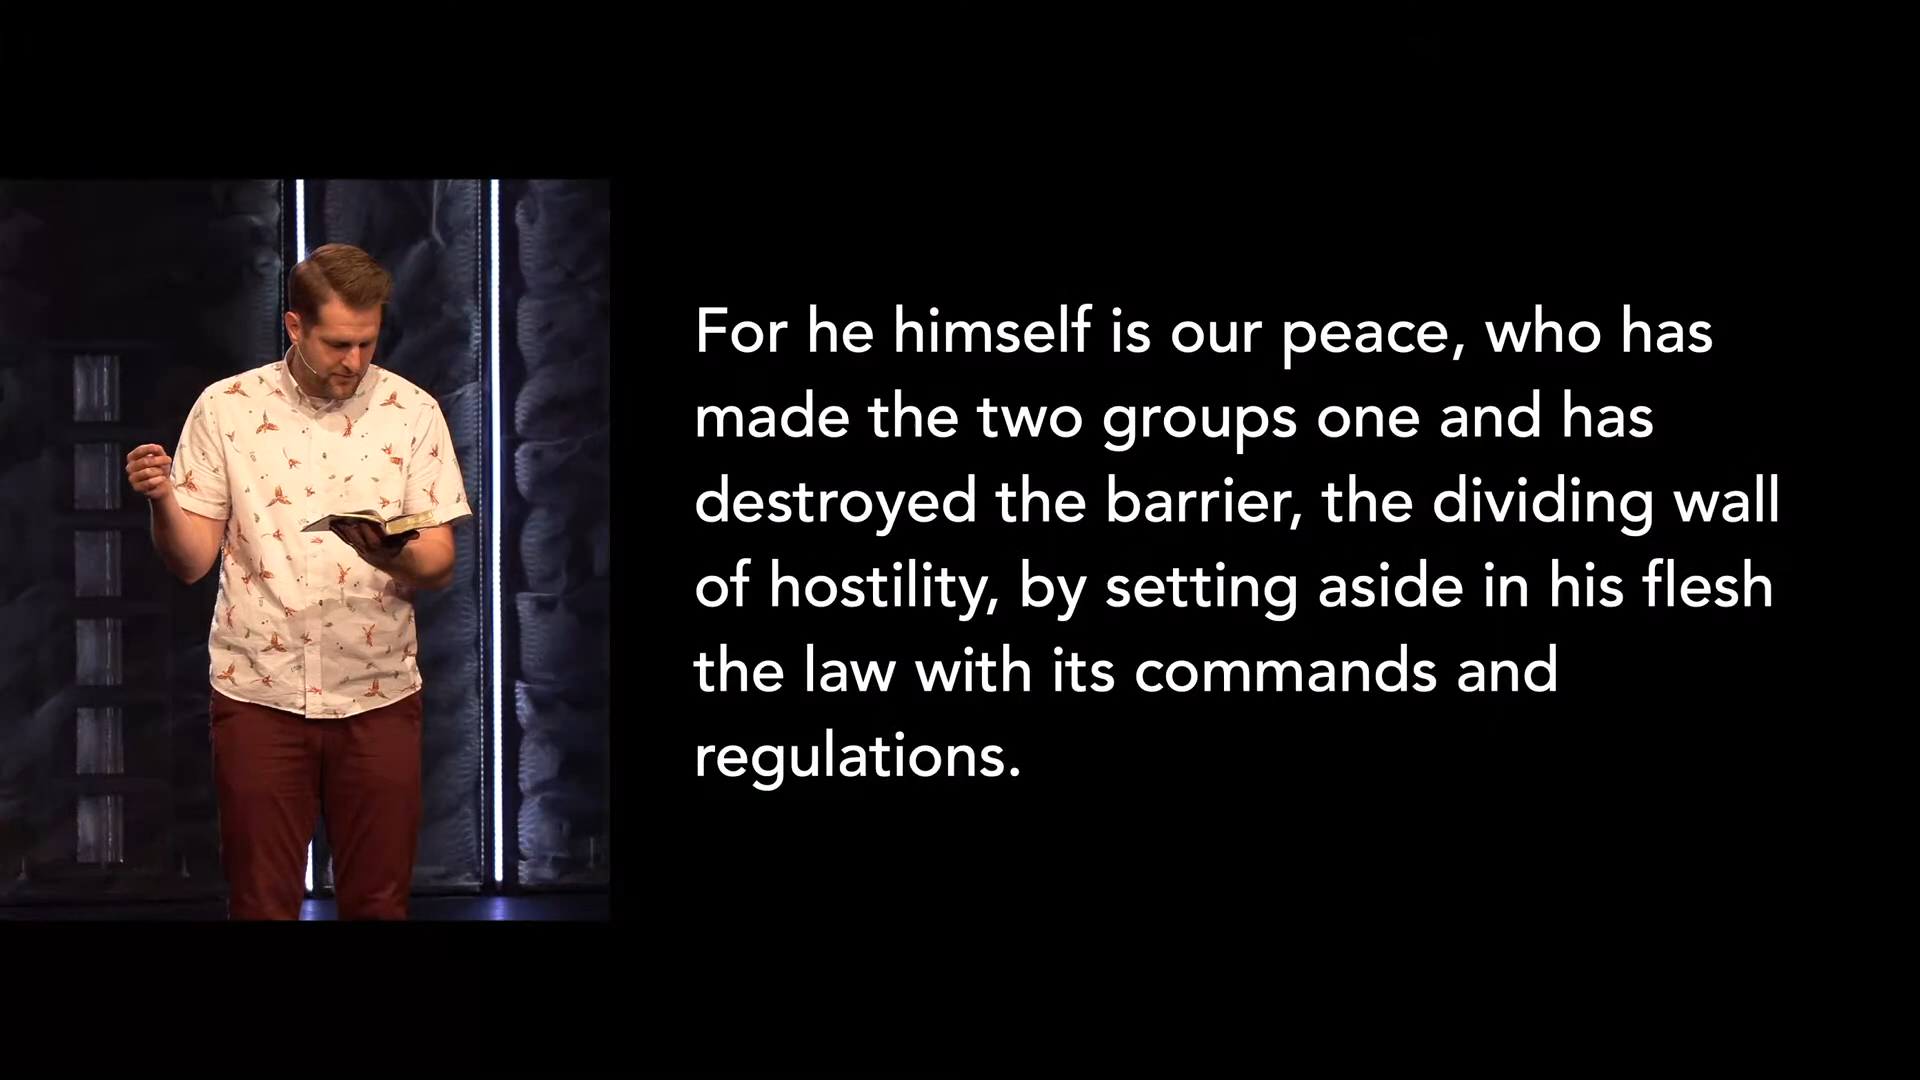 For he himself is our peace, who has
made the two groups one and has
destroyed the barrier, the dividing wall
of hostility, by setting aside in his flesh
the law with its commands and
regulations.